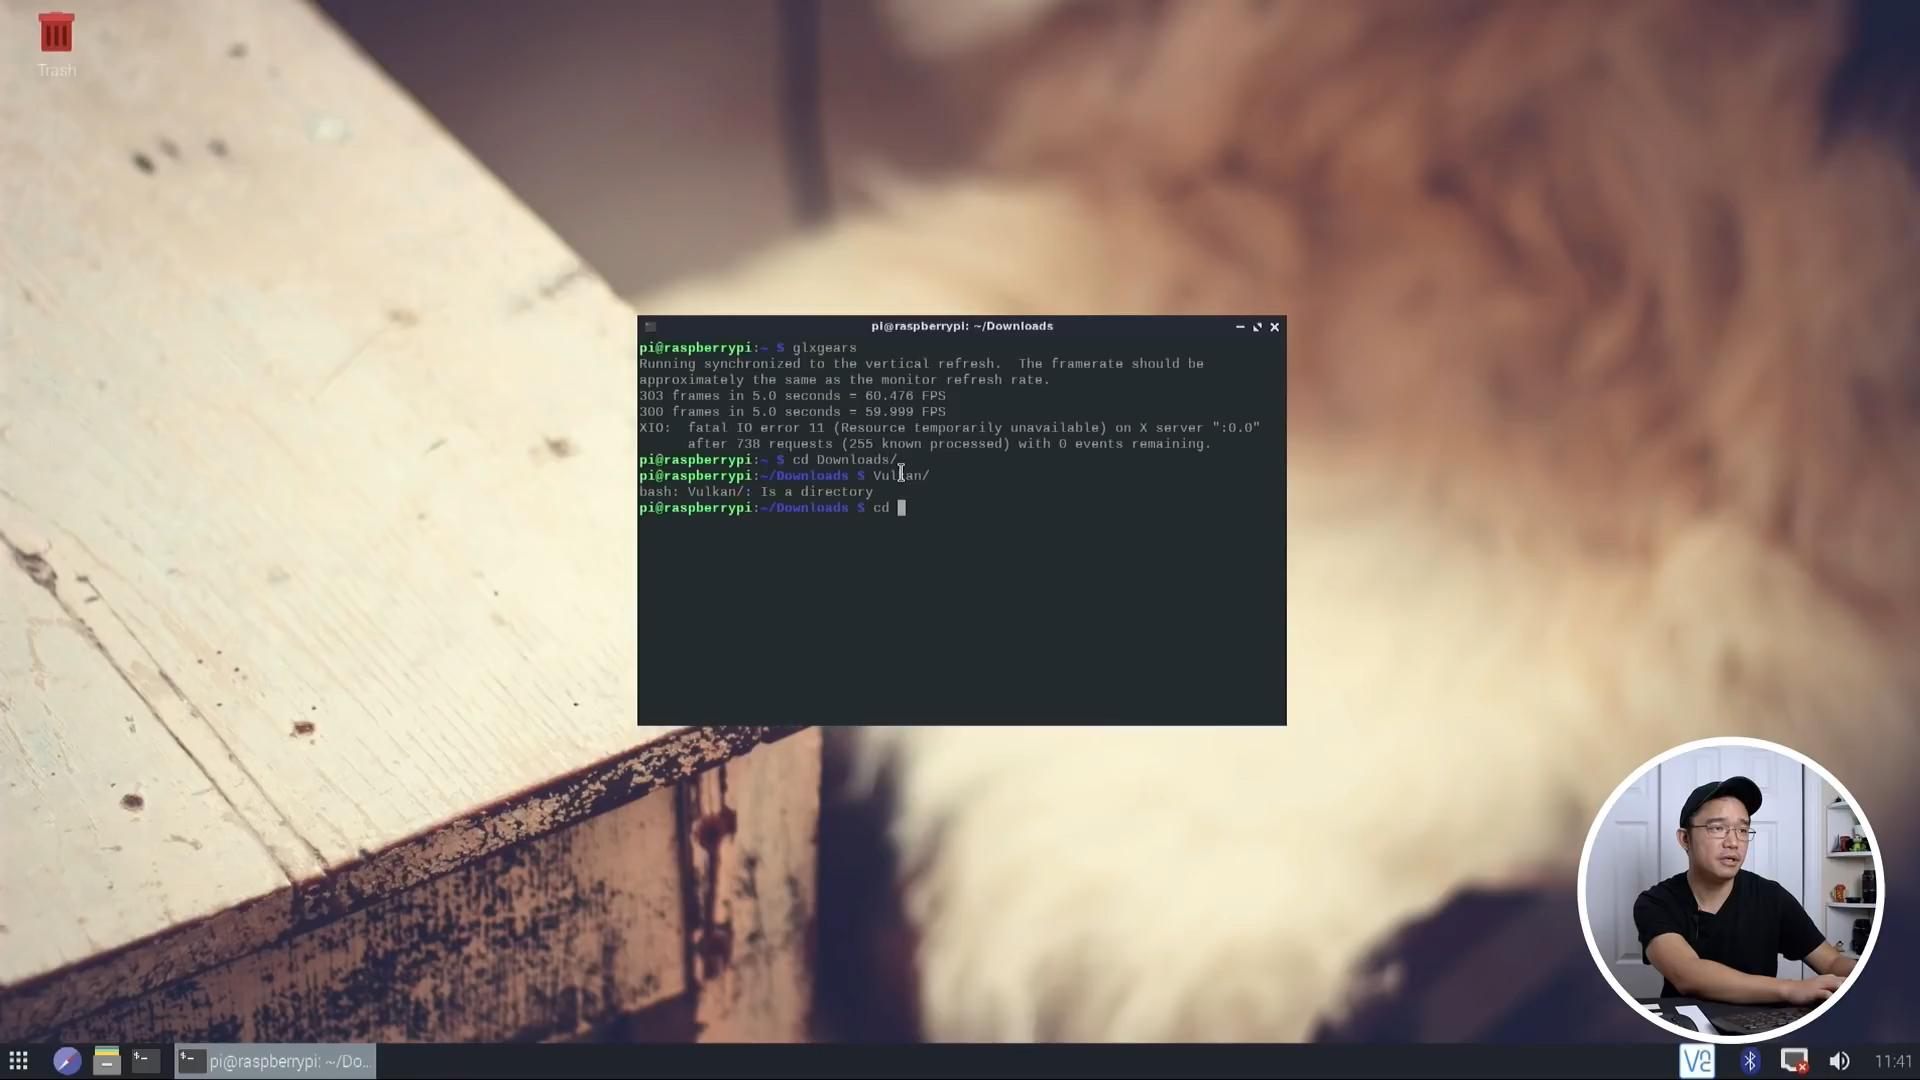 Trash
pi@raspberrypi: ~/Downloads
pi@raspberrypi:~ $ glxgears
Running synchronized to the vertical refresh.  The framerate should be
approximately the same as the monitor refresh rate.
303 frames in 5.0 seconds = 60.476 FPS
300 frames in 5.0 seconds = 59.999 FPS
XIO:  fatal IO error 11 (Resource temporarily unavailable) on X server ":0.0"
      after 738 requests (255 known processed) with 0 events remaining.
pi@raspberrypi:~ $ cd Downloads/
pi@raspberrypi:~/Downloads $ Vulkan/
bash: Vulkan/: Is a directory
pi@raspberrypi:~/Downloads $ cd
pi@raspberrypi: ~/Do...
11:41